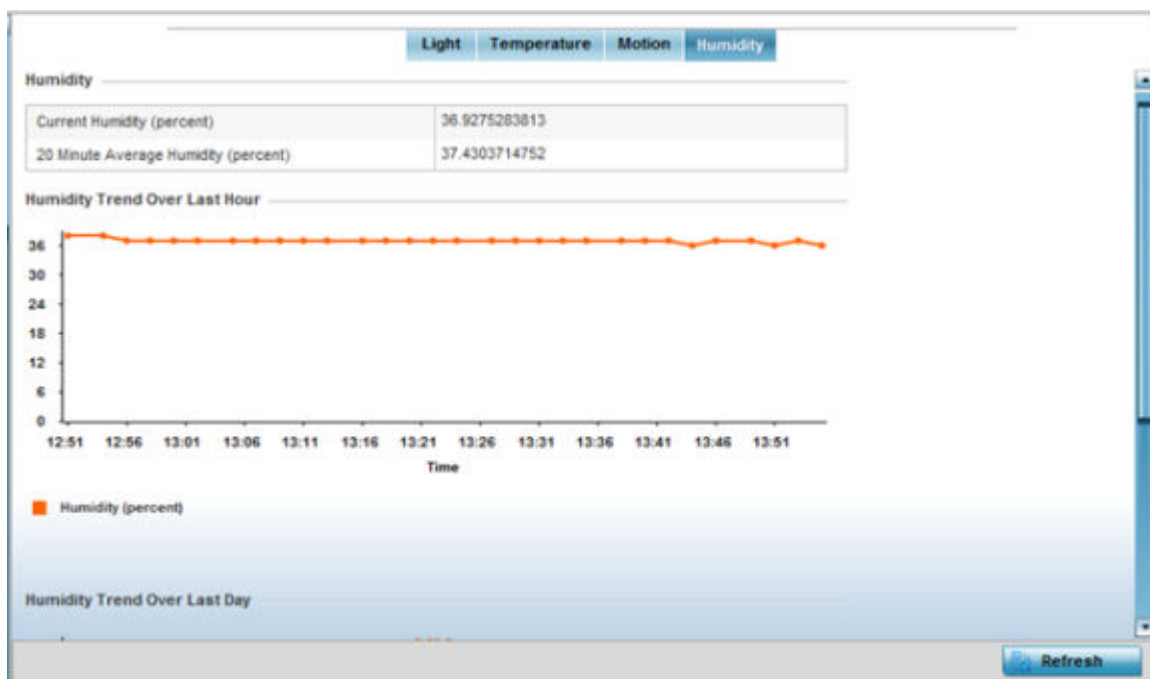 Light Temperature Motion Humidity
Humidity
Current Humidity (percent) 36.9275283813
20 Minute Average Humidity (percent) 37.4303714752
Humidity Trend Over Last Hour
36
30
24
18
12
6
0
12:51 12:56 13:01 13:06 13:11 13:16 13:21 13:26 13:31 13:36 13:41 13:46 13:51
Time
Humidity (percent)
Humidity Trend Over Last Day
Refresh